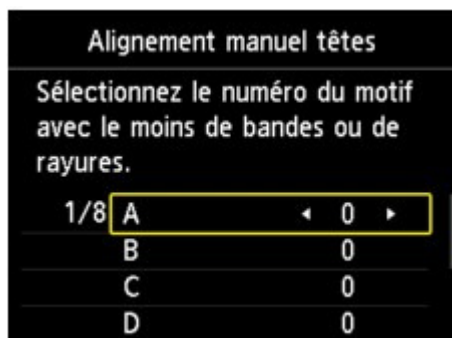 Alignement manuel têtes
Sélectionnez le numéro du motif
avec le moins de bandes ou de
rayures.
1/8 A ◂ 0 ▸
B 0
C 0
D 0